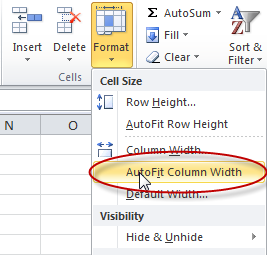 Insert
Delete
Format
Cells
Σ AutoSum
Fill
Clear
Sort &
Filter
N
O
Cell Size
Row Height...
AutoFit Row Height
Column Width...
AutoFit Column Width
Default Width...
Visibility
Hide & Unhide